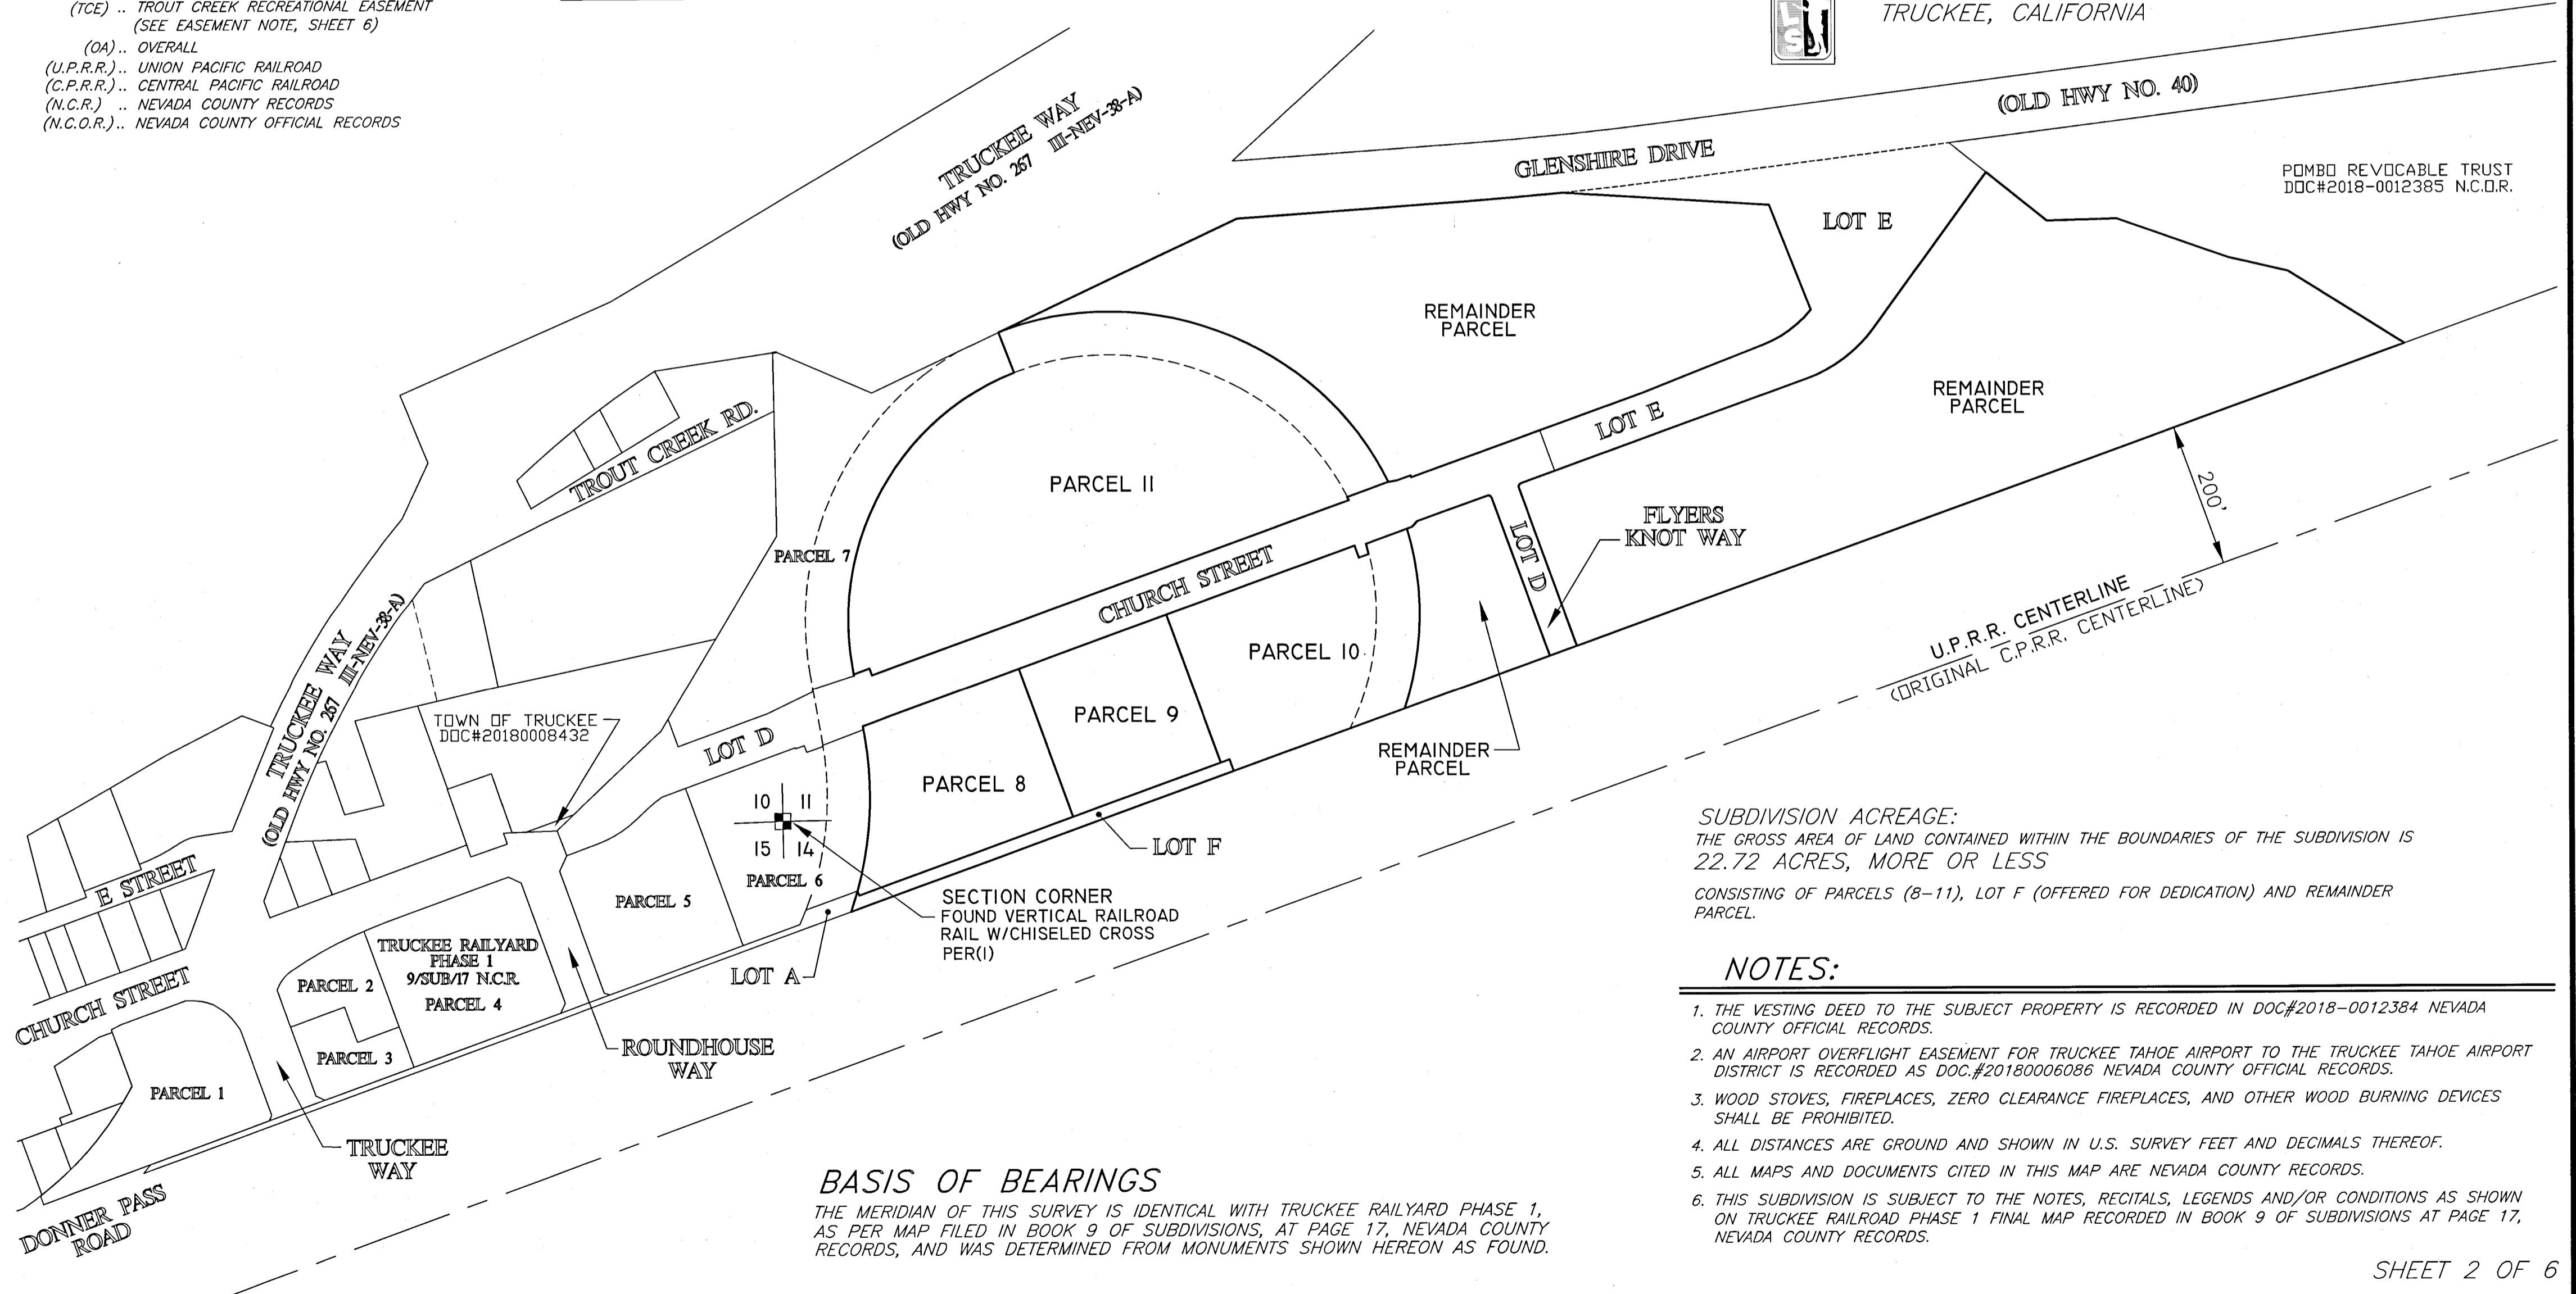 (TCE) .. TROUT CREEK RECREATIONAL EASEMENT
(SEE EASEMENT NOTE, SHEET 6)
(OA) .. OVERALL
(U.P.R.R.).. UNION PACIFIC RAILROAD
(C.P.R.R.).. CENTRAL PACIFIC RAILROAD
(N.C.R.) .. NEVADA COUNTY RECORDS
(N.C.O.R.).. NEVADA COUNTY OFFICIAL RECORDS
LS
TRUCKEE, CALIFORNIA
TRUCKEE WAY
(OLD HWY NO. 267 III-NEV-38-A)
(OLD HWY NO. 40)
GLENSHIRE DRIVE
POMBO REVOCABLE TRUST
DOC#2018-0012385 N.C.O.R.
LOT E
REMAINDER
PARCEL
REMAINDER
PARCEL
LOT E
TROUT CREEK RD.
PARCEL 11
PARCEL 7
FLYERS
KNOT WAY
LOT D
200'
CHURCH STREET
U.P.R.R. CENTERLINE
(ORIGINAL C.P.R.R. CENTERLINE)
TRUCKEE WAY
(OLD HWY NO. 267 III-NEV-38-A)
PARCEL 10
TOWN OF TRUCKEE
DOC#20180008432
LOT D
PARCEL 9
PARCEL 8
REMAINDER
PARCEL
10 11
15 14
PARCEL 6
LOT F
PARCEL 5
SECTION CORNER
FOUND VERTICAL RAILROAD
RAIL W/CHISELED CROSS
PER(1)
LOT A
E STREET
TRUCKEE RAILYARD
PHASE 1
9/SUB/17 N.C.R.
PARCEL 4
PARCEL 2
CHURCH STREET
PARCEL 3
ROUNDHOUSE
WAY
PARCEL 1
TRUCKEE
WAY
DONNER PASS
ROAD
BASIS OF BEARINGS
THE MERIDIAN OF THIS SURVEY IS IDENTICAL WITH TRUCKEE RAILYARD PHASE 1,
AS PER MAP FILED IN BOOK 9 OF SUBDIVISIONS, AT PAGE 17, NEVADA COUNTY
RECORDS, AND WAS DETERMINED FROM MONUMENTS SHOWN HEREON AS FOUND.
SUBDIVISION ACREAGE:
THE GROSS AREA OF LAND CONTAINED WITHIN THE BOUNDARIES OF THE SUBDIVISION IS
22.72 ACRES, MORE OR LESS
CONSISTING OF PARCELS (8-11), LOT F (OFFERED FOR DEDICATION) AND REMAINDER
PARCEL.
NOTES:
1. THE VESTING DEED TO THE SUBJECT PROPERTY IS RECORDED IN DOC#2018-0012384 NEVADA
COUNTY OFFICIAL RECORDS.
2. AN AIRPORT OVERFLIGHT EASEMENT FOR TRUCKEE TAHOE AIRPORT TO THE TRUCKEE TAHOE AIRPORT
DISTRICT IS RECORDED AS DOC.#20180006086 NEVADA COUNTY OFFICIAL RECORDS.
3. WOOD STOVES, FIREPLACES, ZERO CLEARANCE FIREPLACES, AND OTHER WOOD BURNING DEVICES
SHALL BE PROHIBITED.
4. ALL DISTANCES ARE GROUND AND SHOWN IN U.S. SURVEY FEET AND DECIMALS THEREOF.
5. ALL MAPS AND DOCUMENTS CITED IN THIS MAP ARE NEVADA COUNTY RECORDS.
6. THIS SUBDIVISION IS SUBJECT TO THE NOTES, RECITALS, LEGENDS AND/OR CONDITIONS AS SHOWN
ON TRUCKEE RAILROAD PHASE 1 FINAL MAP RECORDED IN BOOK 9 OF SUBDIVISIONS AT PAGE 17,
NEVADA COUNTY RECORDS.
SHEET 2 OF 6